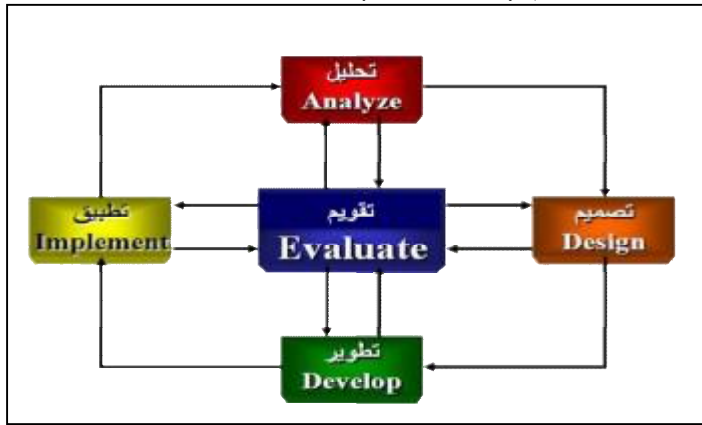 تحليل
Analyze
تطبيق
Implement
تقويم
Evaluate
تصميم
Design
تطوير
Develop